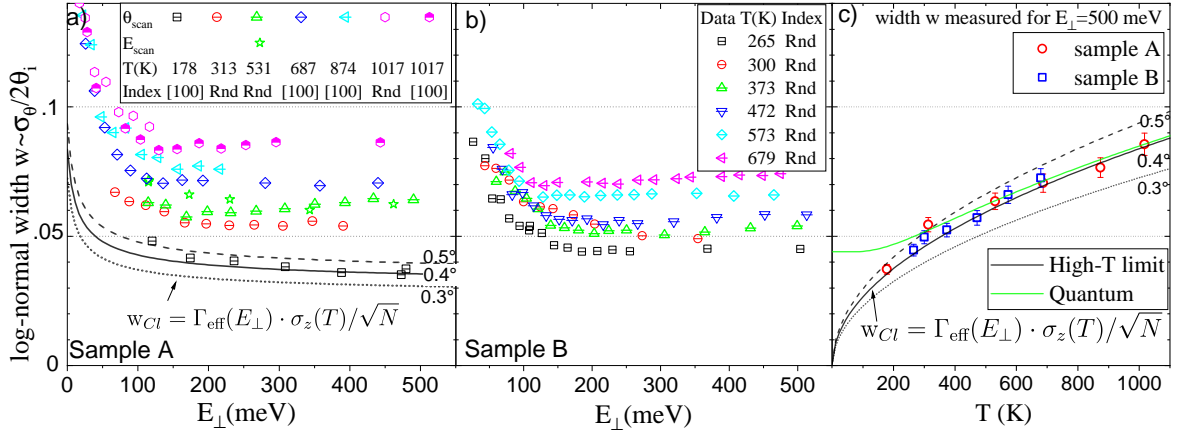 a)
θscan
Escan
T(K) 178 313 531 687 874 1017 1017
Index [100] Rnd Rnd [100] [100] Rnd [100]
log-normal width w~σθ/2θi
.1
.05
0
0.5°
0.4°
0.3°
wCl = Γeff(E⊥) · σz(T)/√N
Sample A
0 100 200 300 400 500
E⊥(meV)
b)
Data T(K) Index
265 Rnd
300 Rnd
373 Rnd
472 Rnd
573 Rnd
679 Rnd
Sample B
0 100 200 300 400 500
E⊥(meV)
c)
width w measured for E⊥=500 meV
sample A
sample B
0.5°
0.4°
0.3°
High-T limit
Quantum
wCl = Γeff(E⊥) · σz(T)/√N
200 400 600 800 1000
T (K)